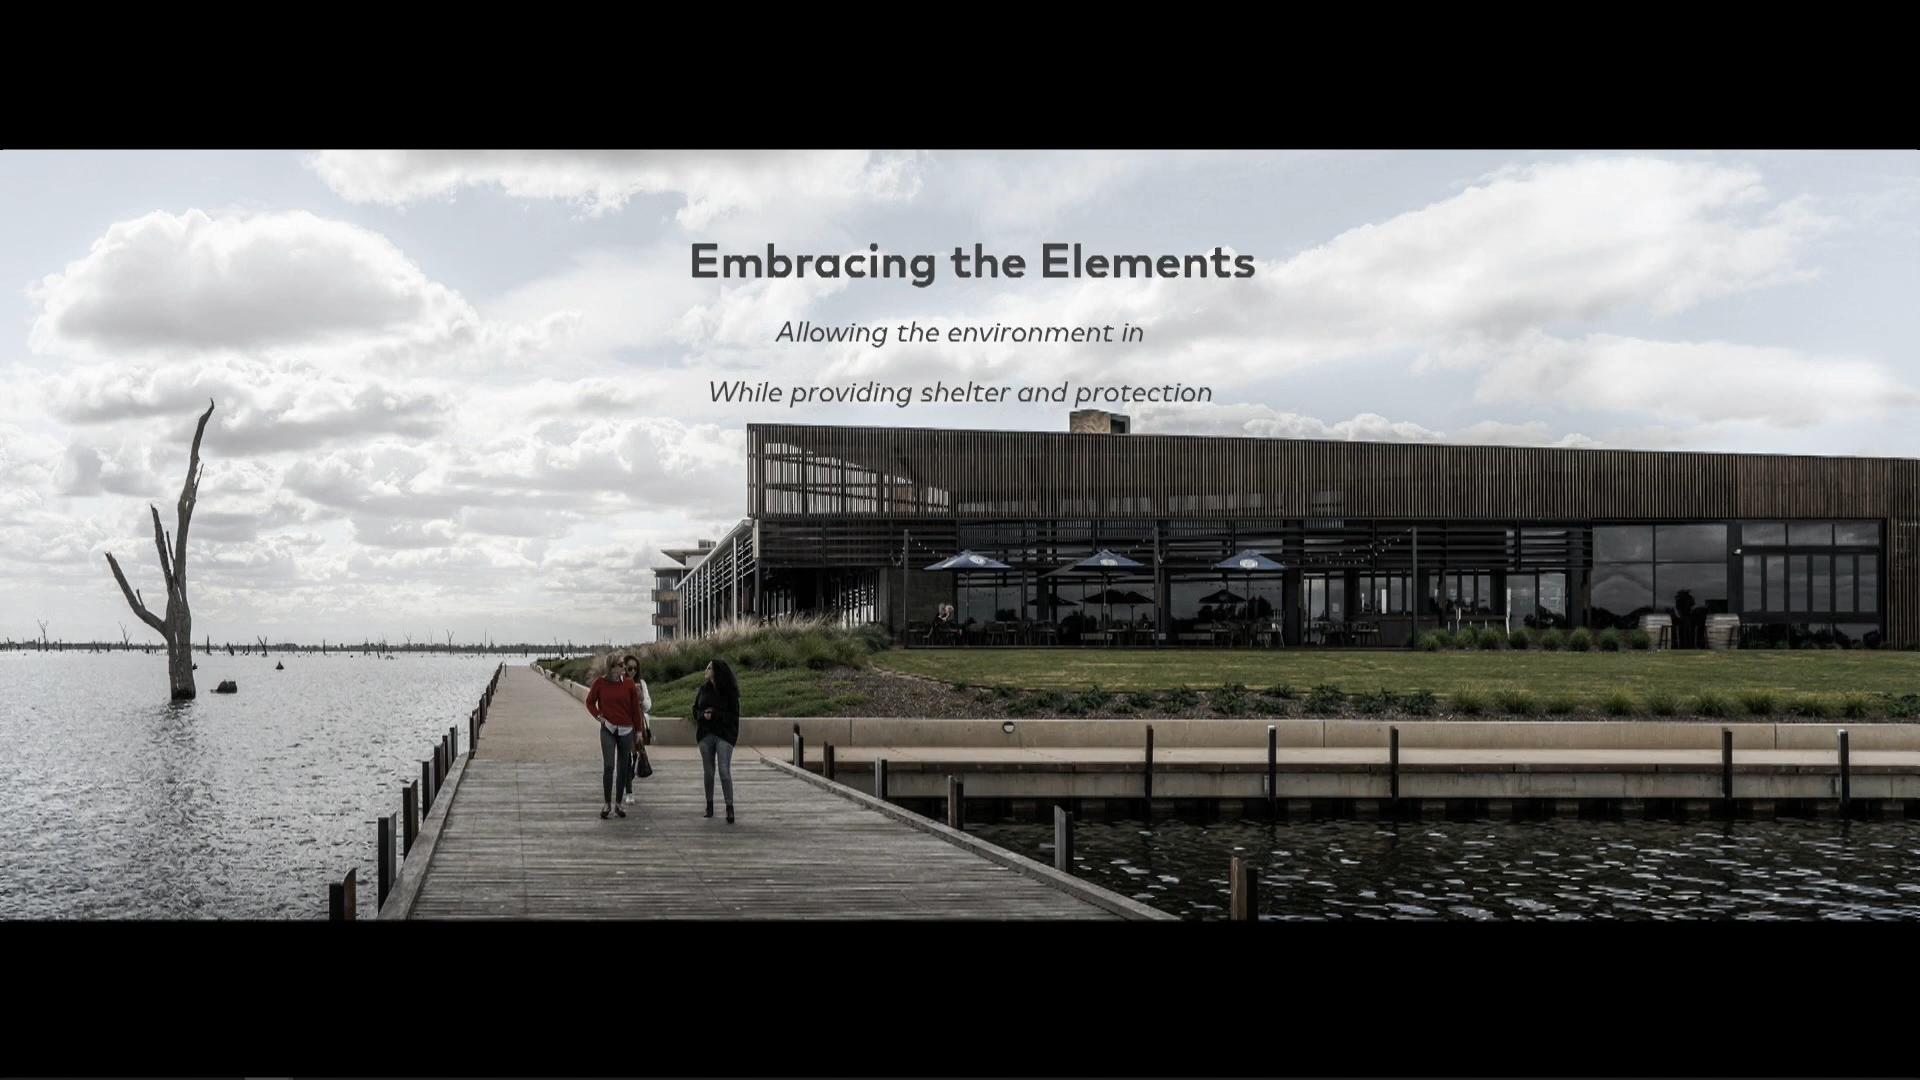 Embracing the Elements
Allowing the environment in
While providing shelter and protection